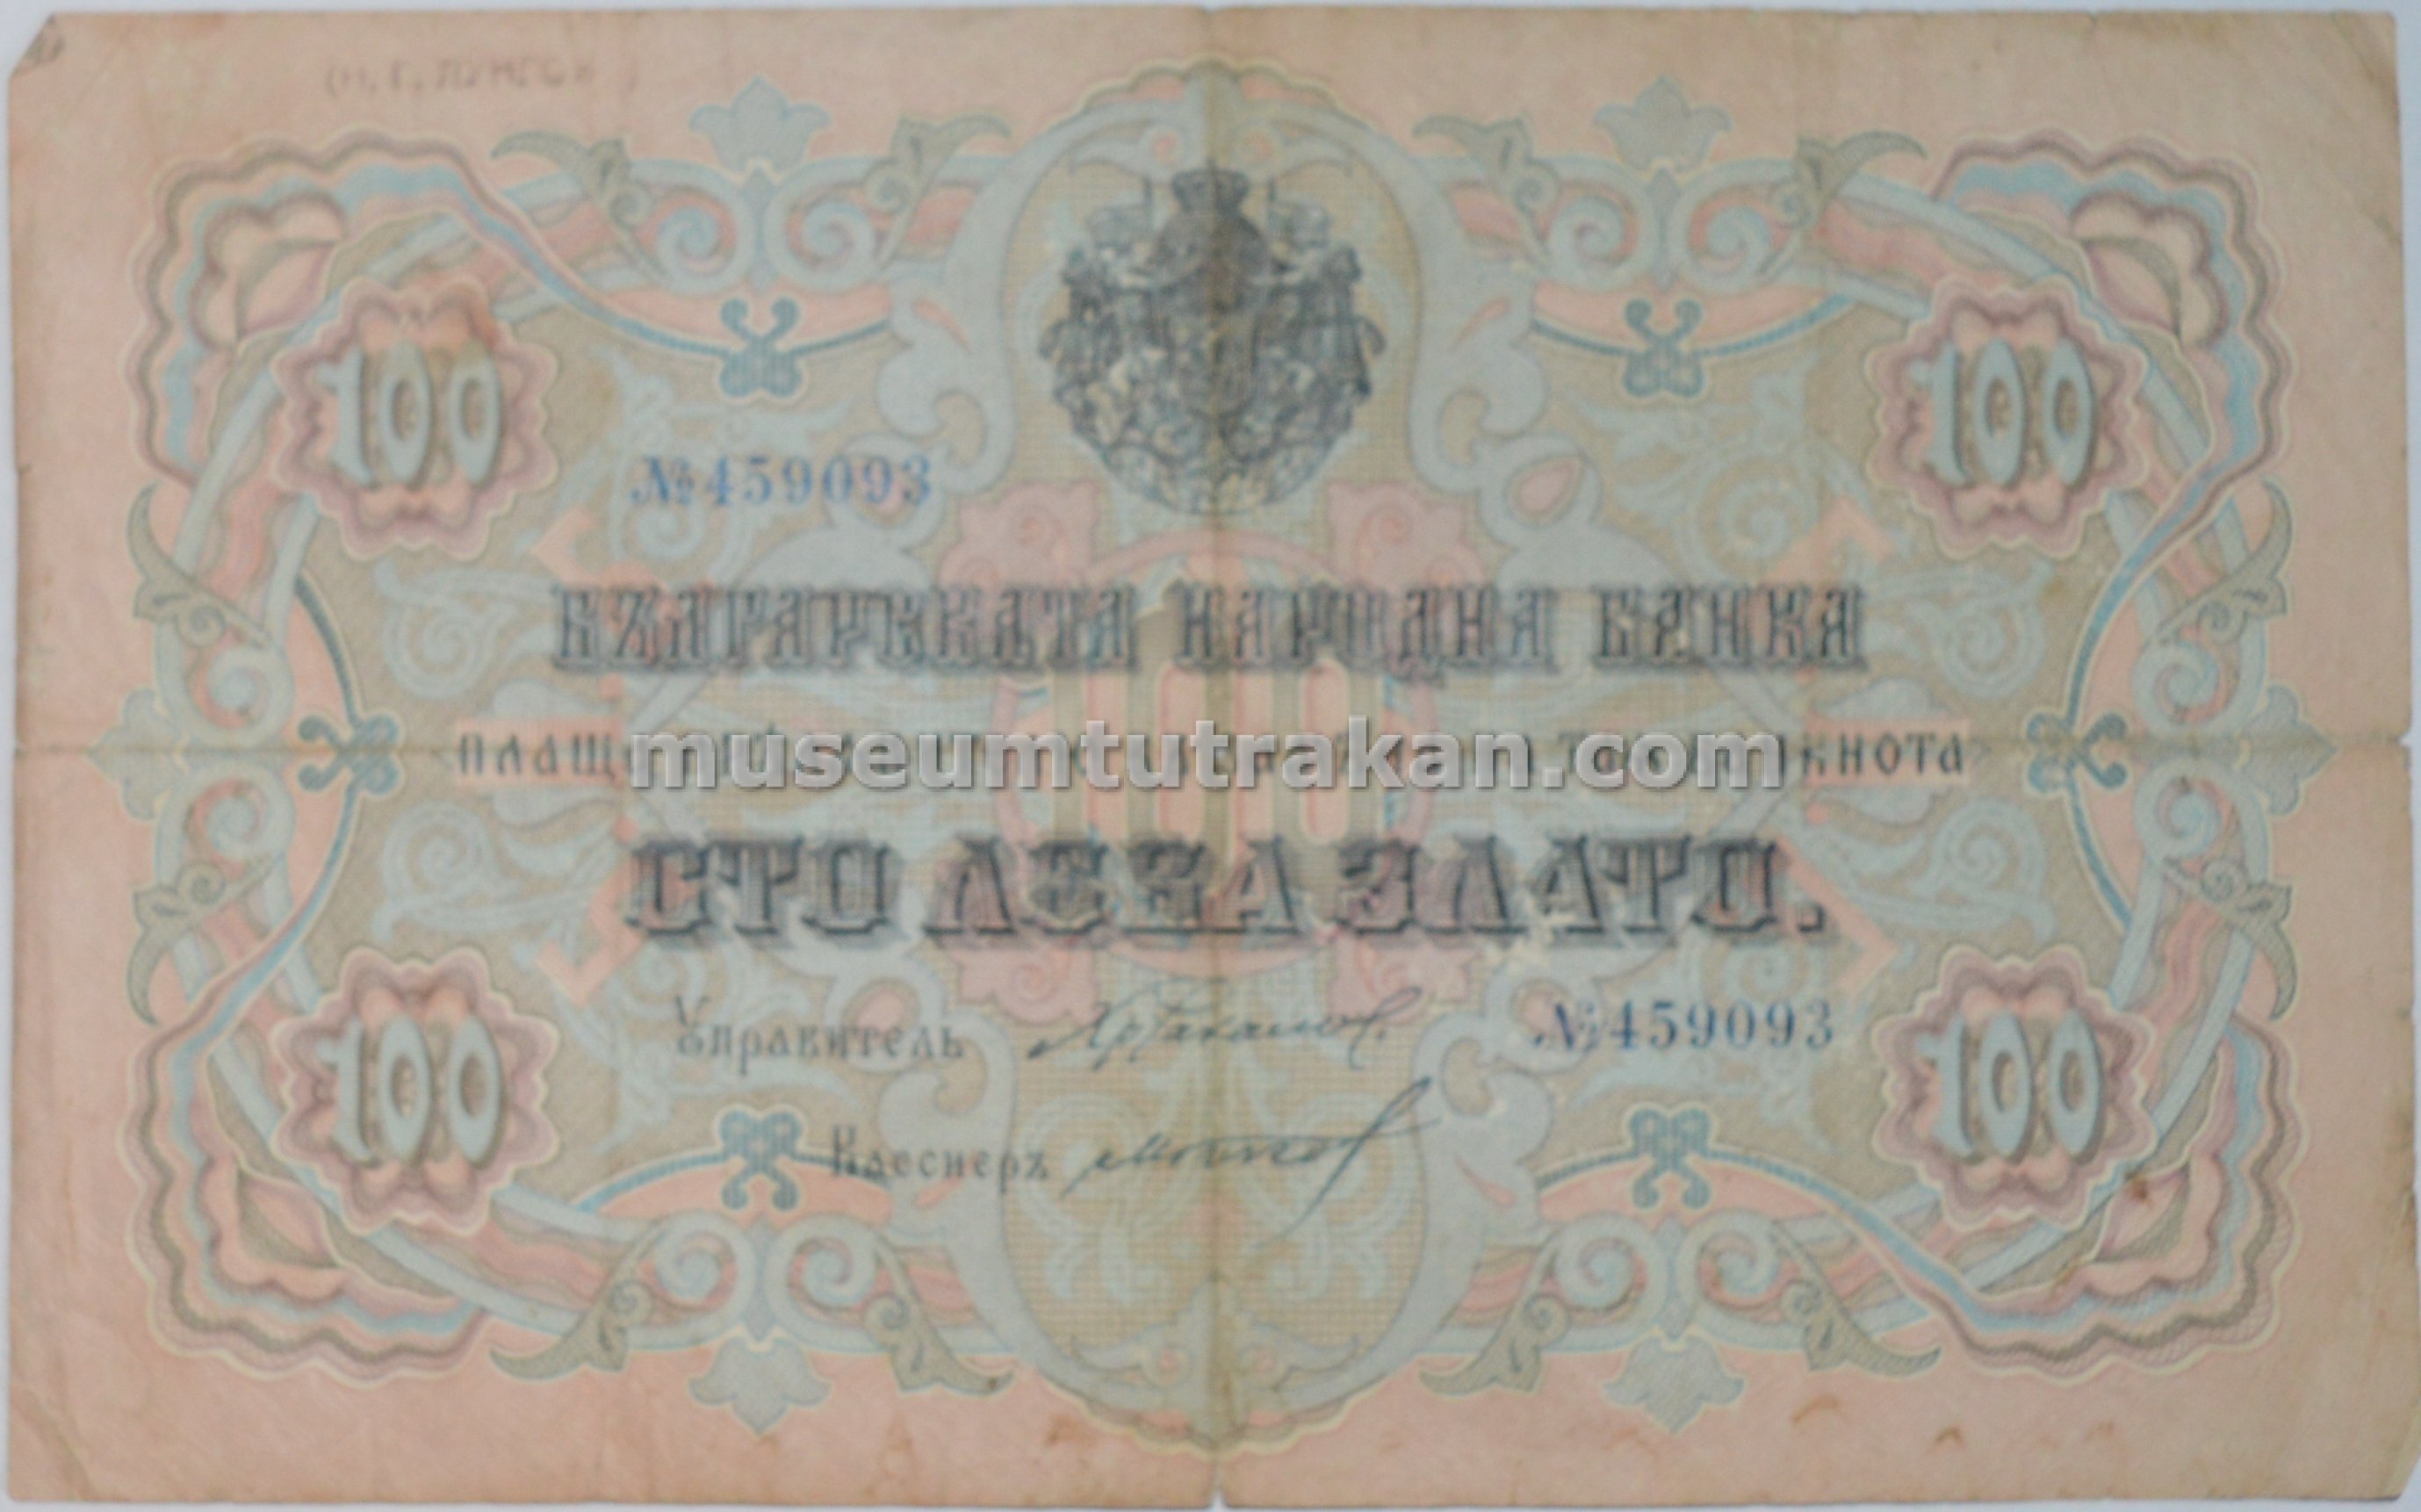 100
100
№459093
БЪЛГАРСКАТА НАРОДНА БАНКА
museumtutrakan.com
СТО ЛЕВА ЗЛАТО.
Управитель
№459093
Касиеръ
100
100